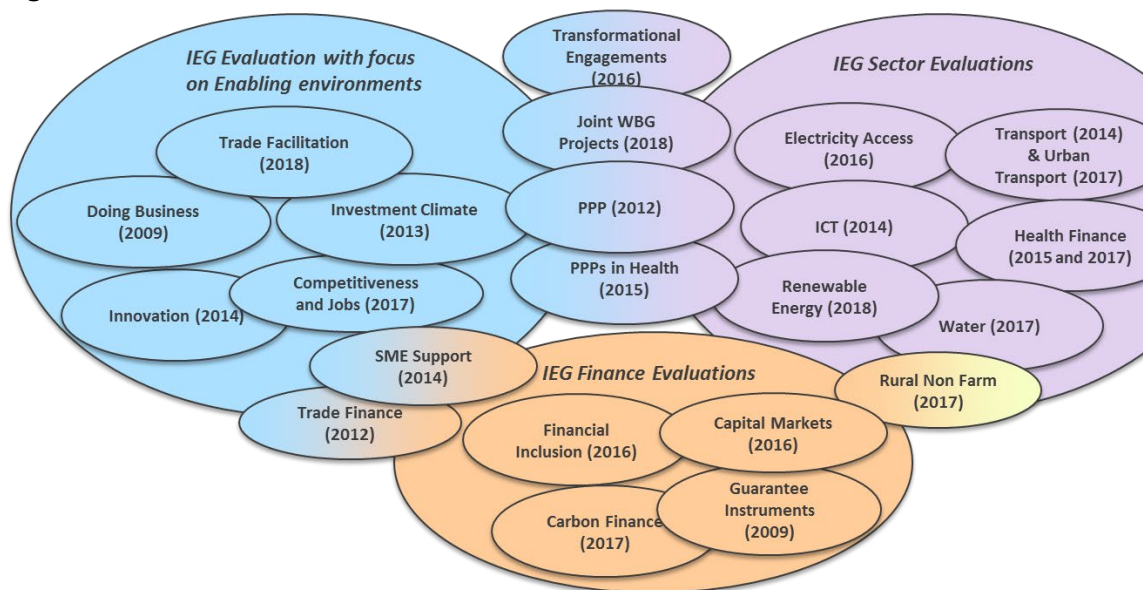 IEG Evaluation with focus
on Enabling environments
Trade Facilitation
(2018)
Doing Business
(2009)
Investment Climate
(2013)
Competitiveness
and Jobs (2017)
Innovation (2014)
SME Support
(2014)
Trade Finance
(2012)
Transformational
Engagements
(2016)
Joint WBG
Projects (2018)
PPP (2012)
PPPs in Health
(2015)
IEG Sector Evaluations
Electricity Access
(2016)
Transport (2014)
& Urban
Transport
(2017)
ICT (2014)
Health Finance
(2015 and 2017)
Renewable
Energy (2018)
Water (2017)
Rural Non Farm
(2017)
IEG Finance Evaluations
Financial
Inclusion (2016)
Capital Markets
(2016)
Carbon Finance
(2017)
Guarantee
Instruments
(2009)